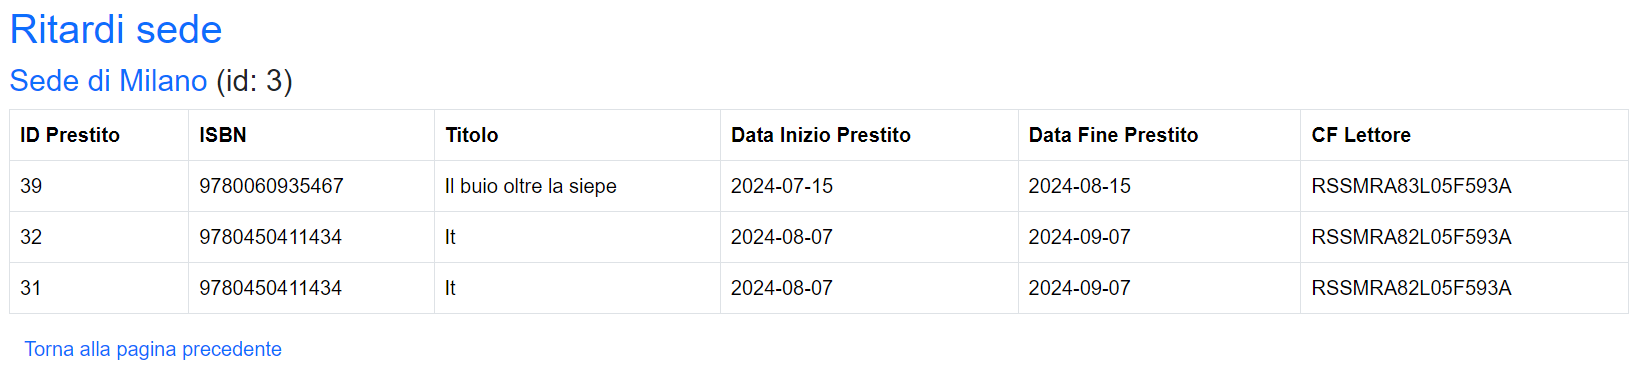 Ritardi sede
Sede di Milano (id: 3)
ID Prestito ISBN Titolo Data Inizio Prestito Data Fine Prestito CF Lettore
39 9780060935467 Il buio oltre la siepe 2024-07-15 2024-08-15 RSSMRA83L05F593A
32 9780450411434 It 2024-08-07 2024-09-07 RSSMRA82L05F593A
31 9780450411434 It 2024-08-07 2024-09-07 RSSMRA82L05F593A
Torna alla pagina precedente